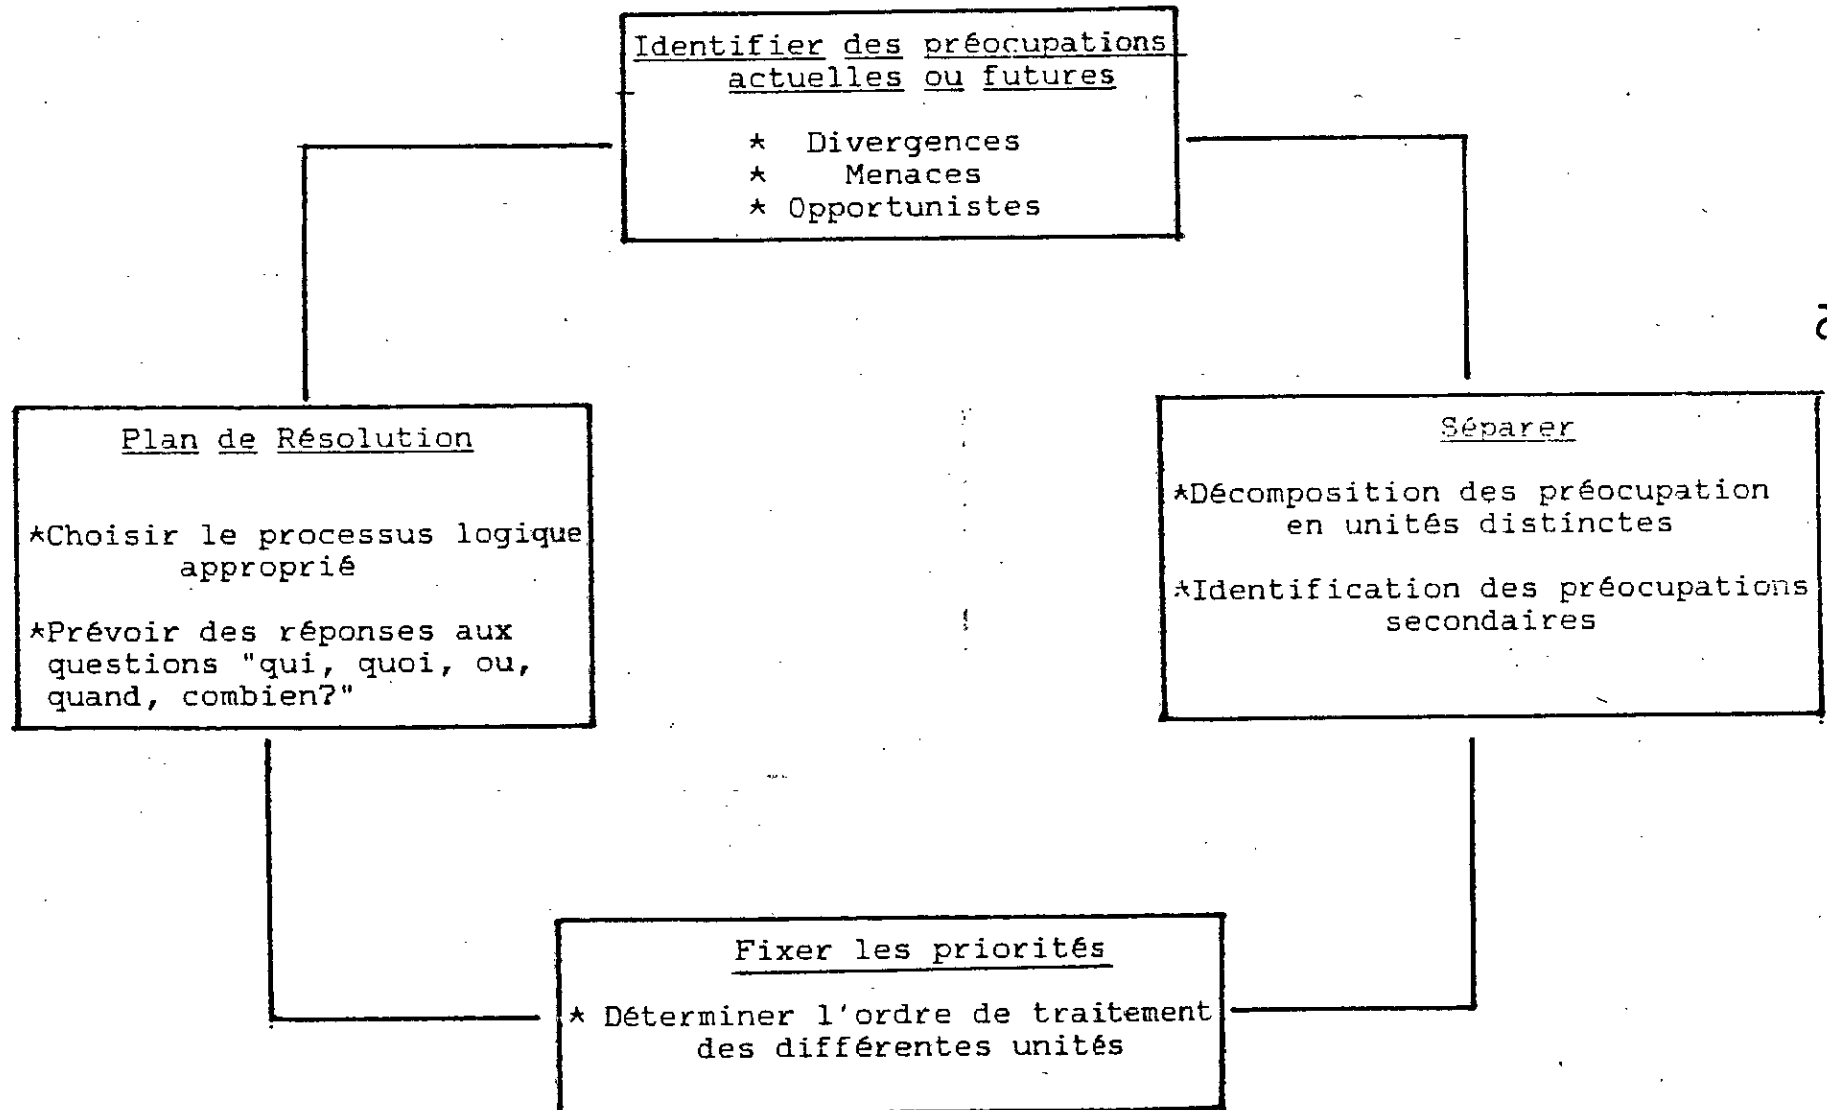 Identifier des préocupations
actuelles ou futures
* Divergences
* Menaces
* Opportunistes
Plan de Résolution
*Choisir le processus logique
approprié
*Prévoir des réponses aux
questions "qui, quoi, ou,
quand, combien?"
Séparer
*Décomposition des préocupation
en unités distinctes
*Identification des préocupations
secondaires
Fixer les priorités
* Déterminer l'ordre de traitement
des différentes unités